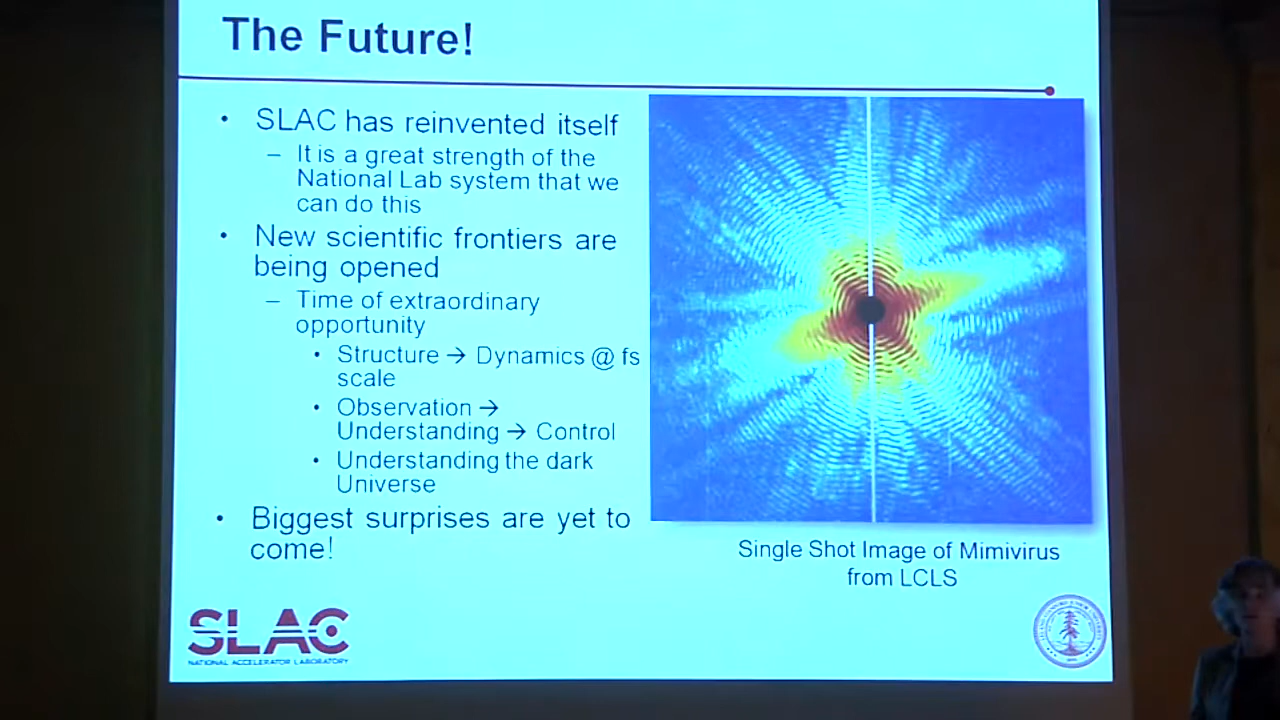 The Future!
• SLAC has reinvented itself
– It is a great strength of the
National Lab system that we
can do this
• New scientific frontiers are
being opened
– Time of extraordinary
opportunity
• Structure → Dynamics @ fs
scale
• Observation →
Understanding → Control
• Understanding the dark
Universe
• Biggest surprises are yet to
come!
Single Shot Image of Mimivirus
from LCLS
SLAC
NATIONAL ACCELERATOR LABORATORY